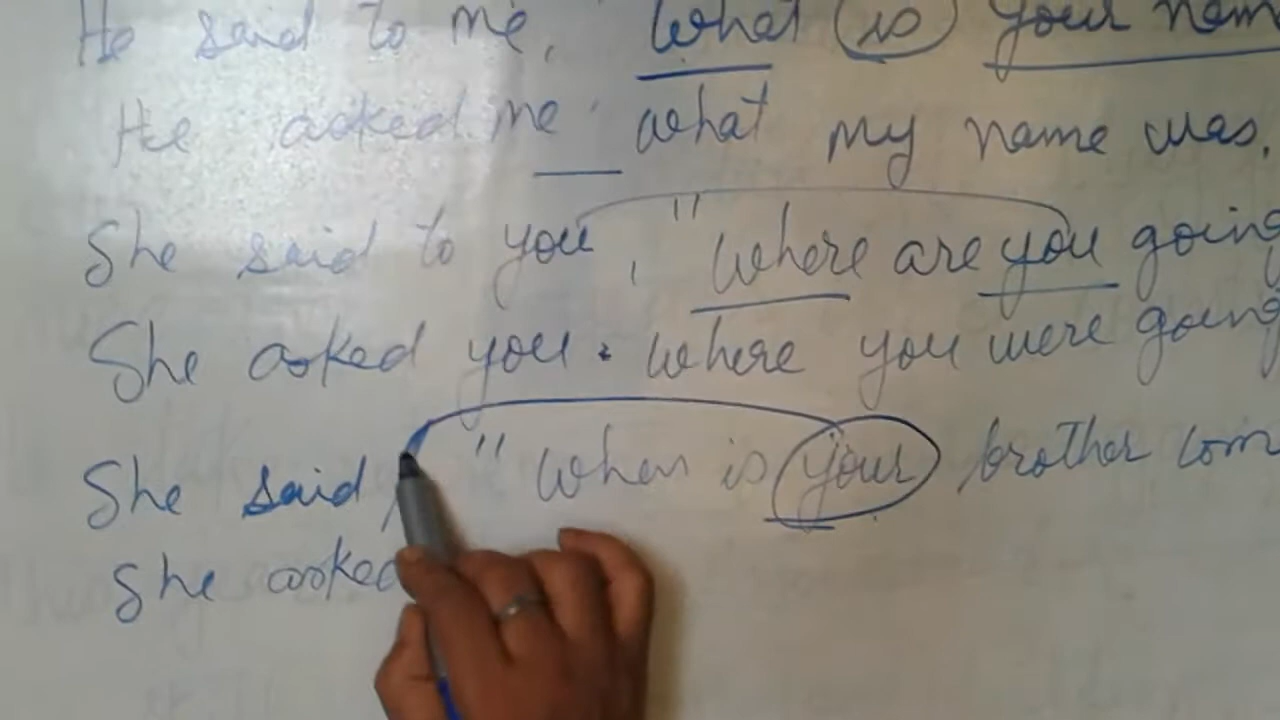 He said to me, What is your nam
He asked me what my name was.
She said to you, "Where are you going
She asked you. where you were going
She said, "When is your brother com
She asked